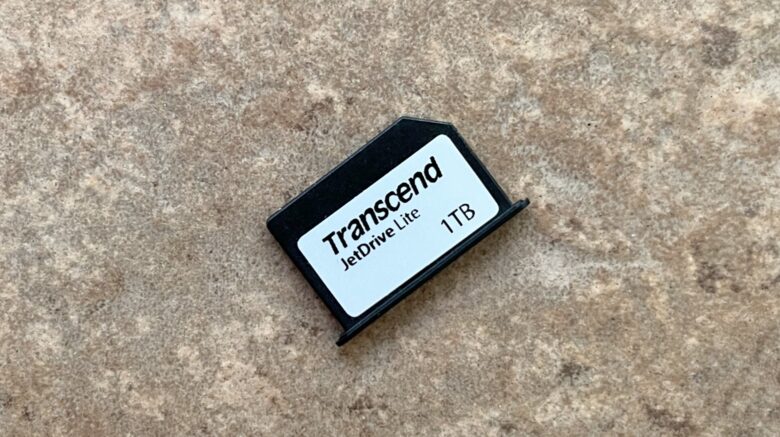 Transcend
JetDrive Lite
1TB